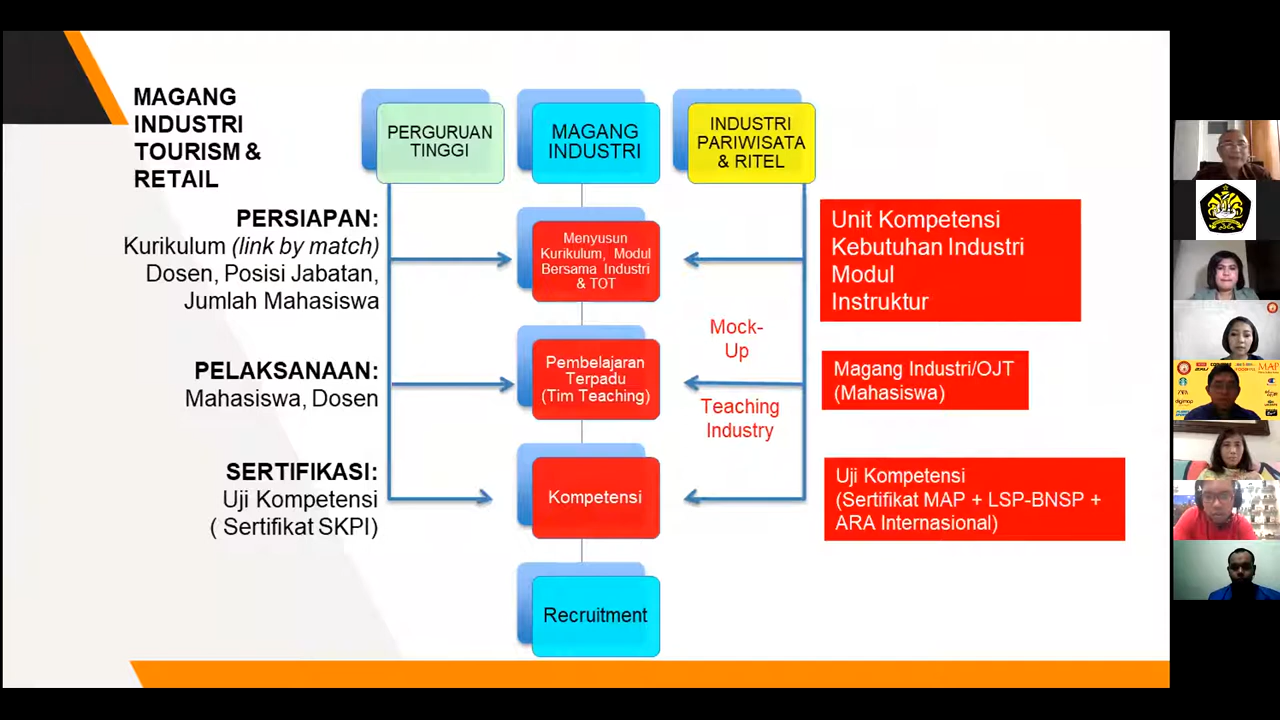 MAGANG
INDUSTRI
TOURISM &
RETAIL
PERGURUAN
TINGGI
MAGANG
INDUSTRI
INDUSTRI
PARIWISATA
& RITEL
PERSIAPAN:
Kurikulum (link by match)
Dosen, Posisi Jabatan,
Jumlah Mahasiswa
Menyusun
Kurikulum, Modul
Bersama Industri
& TOT
Unit Kompetensi
Kebutuhan Industri
Modul
Instruktur
PELAKSANAAN:
Mahasiswa, Dosen
Pembelajaran
Terpadu
(Tim Teaching)
Mock-
Up
Teaching
Industry
Magang Industri/OJT
(Mahasiswa)
SERTIFIKASI:
Uji Kompetensi
( Sertifikat SKPI)
Kompetensi
Uji Kompetensi
(Sertifikat MAP + LSP-BNSP +
ARA Internasional)
Recruitment
MAP